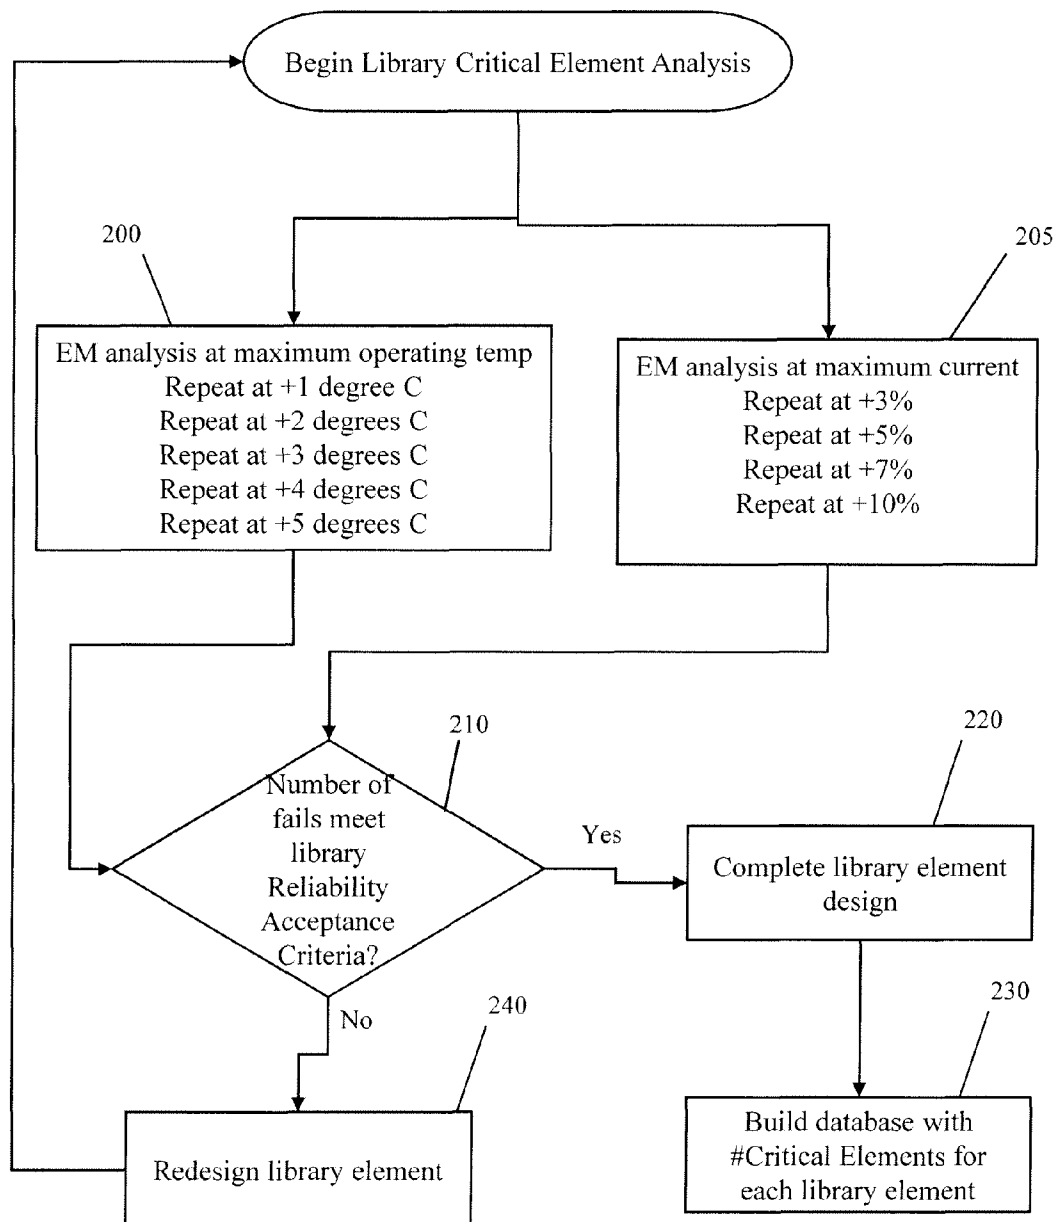 Begin Library Critical Element Analysis
200
205
EM analysis at maximum operating temp
Repeat at +1 degree C
Repeat at +2 degrees C
Repeat at +3 degrees C
Repeat at +4 degrees C
Repeat at +5 degrees C
EM analysis at maximum current
Repeat at +3%
Repeat at +5%
Repeat at +7%
Repeat at +10%
210
Number of
fails meet
library
Reliability
Acceptance
Criteria?
Yes
220
Complete library element
design
No
240
Redesign library element
230
Build database with
#Critical Elements for
each library element